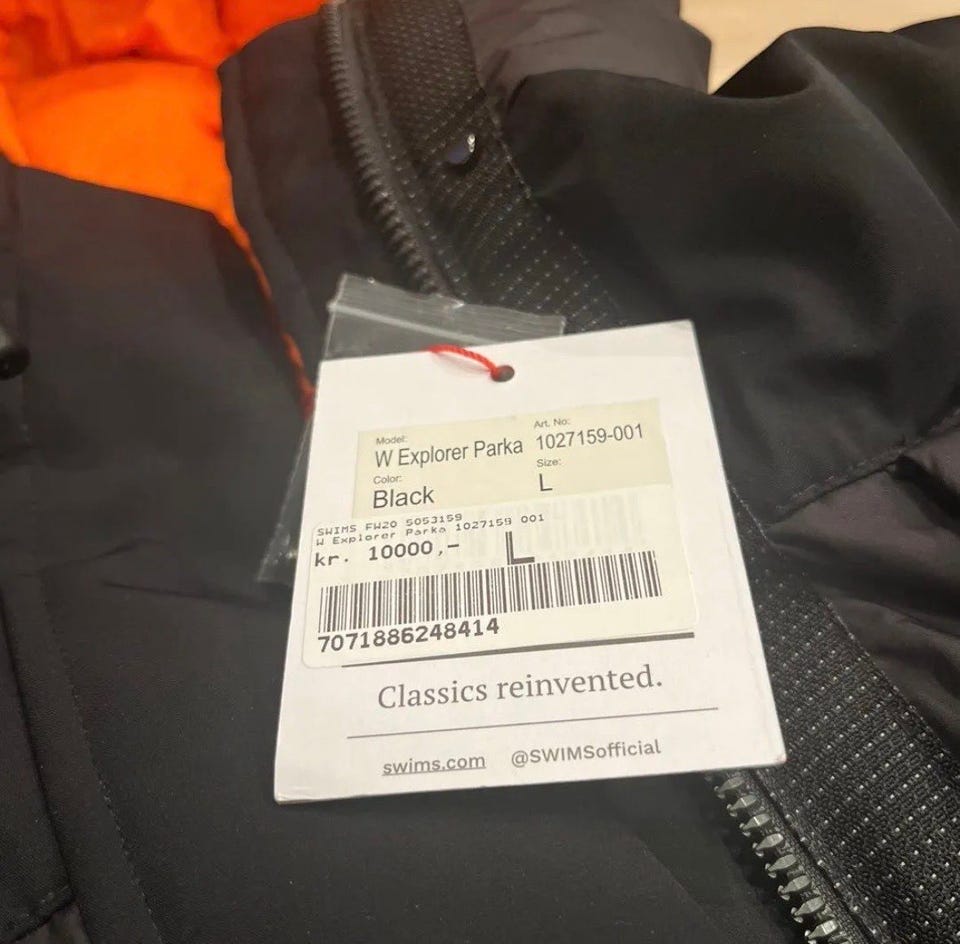 Model:
W Explorer Parka
Art. No:
1027159-001
Color:
Black
Size:
L
SWIMS FW20 5053159
W Explorer Parka 1027159 001
kr. 10000,- L
7071886248414
Classics reinvented.
swims.com @SWIMSofficial